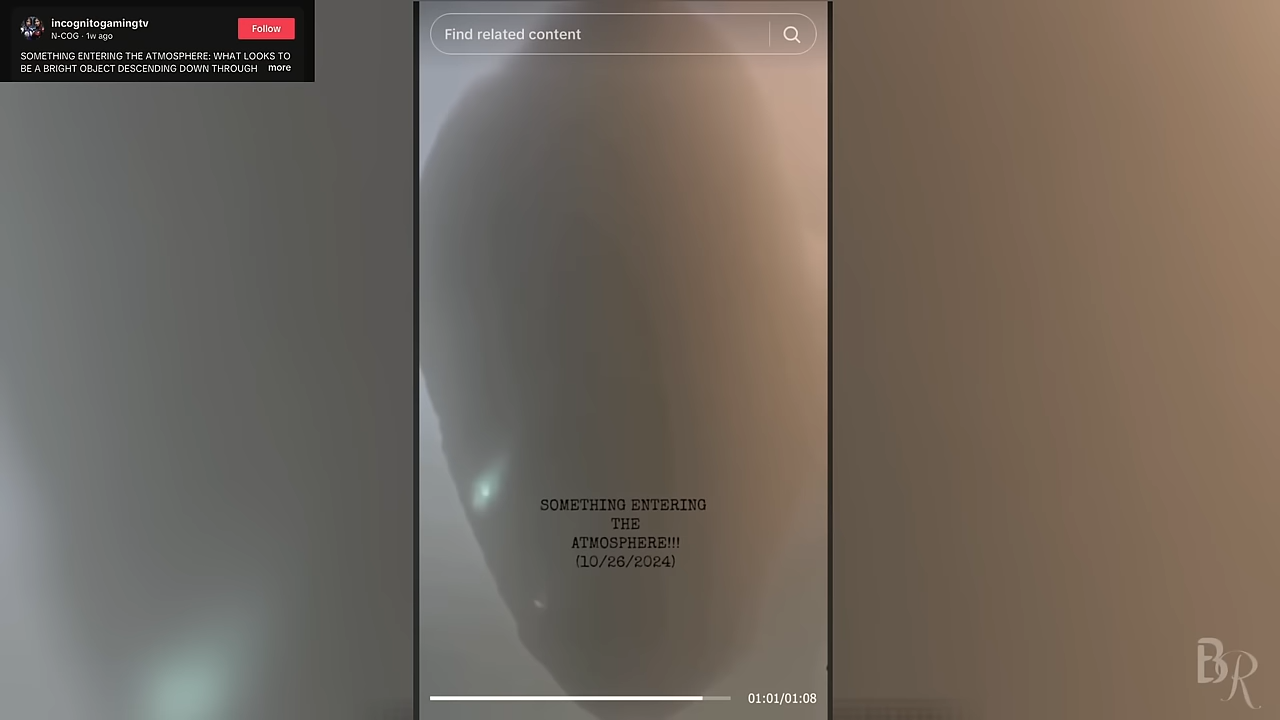 incognitogamingtv
N-COG · 1w ago
Follow
SOMETHING ENTERING THE ATMOSPHERE: WHAT LOOKS TO
BE A BRIGHT OBJECT DESCENDING DOWN THROUGH more
Find related content
SOMETHING ENTERING
THE
ATMOSPHERE!!!
(10/26/2024)
01:01/01:08
BR